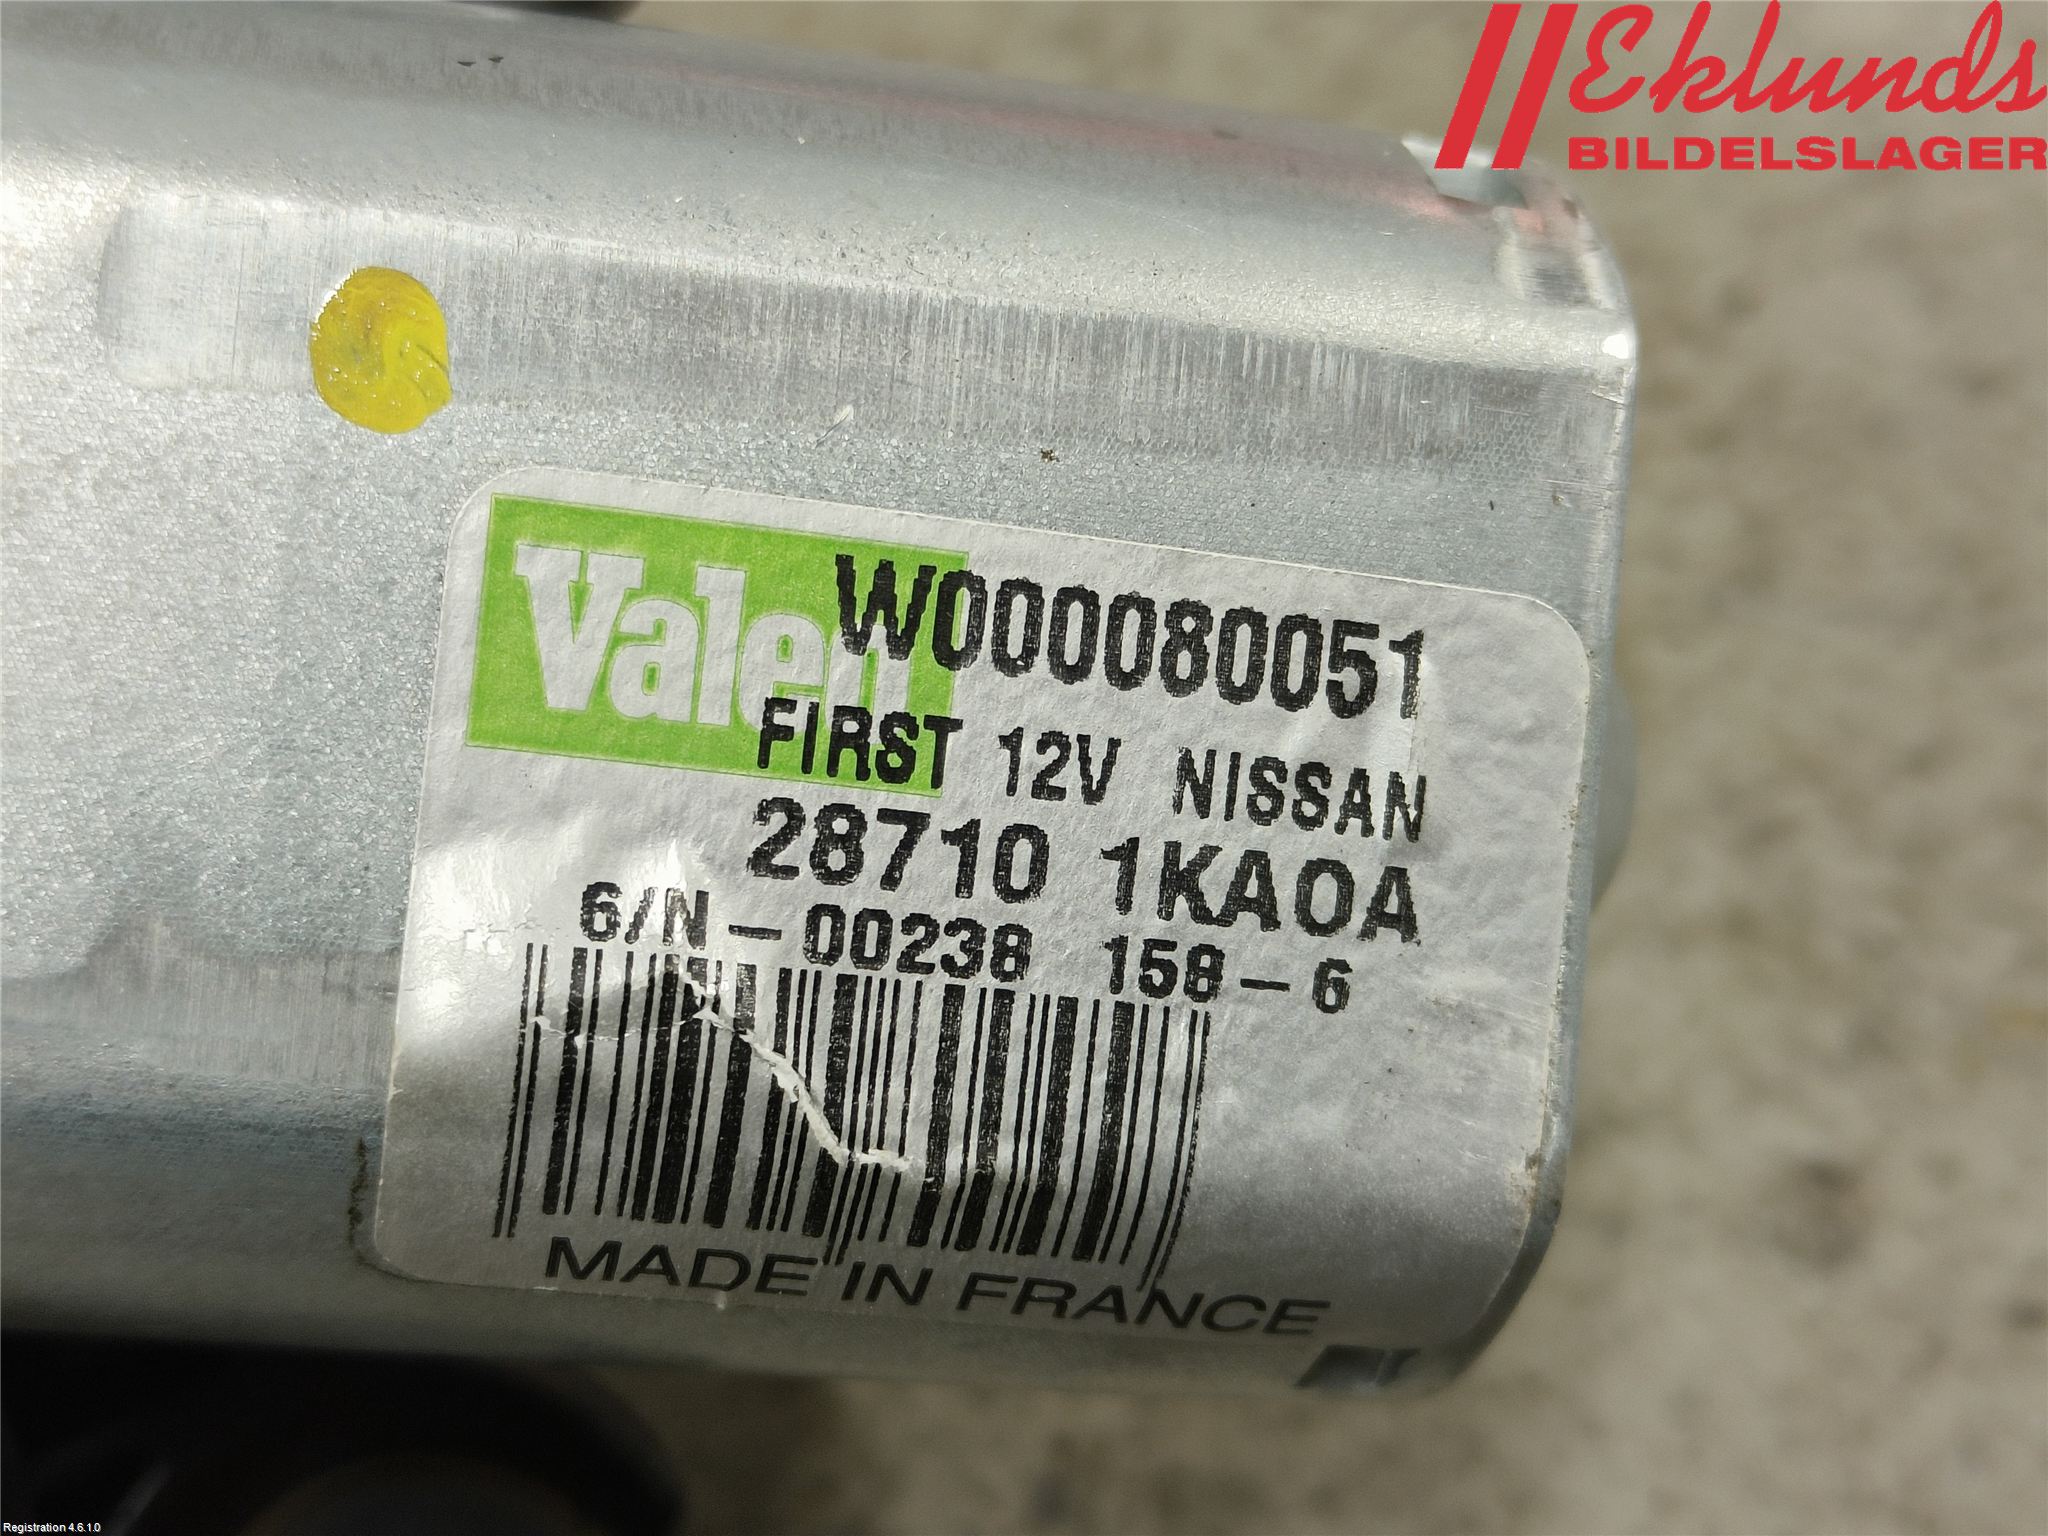 Eklunds
BILDELSLAGER
Valeo
W000080051
FIRST 12V NISSAN
28710 1KA0A
6/N-00238 158-6
MADE IN FRANCE
Registration 4.6.1.0